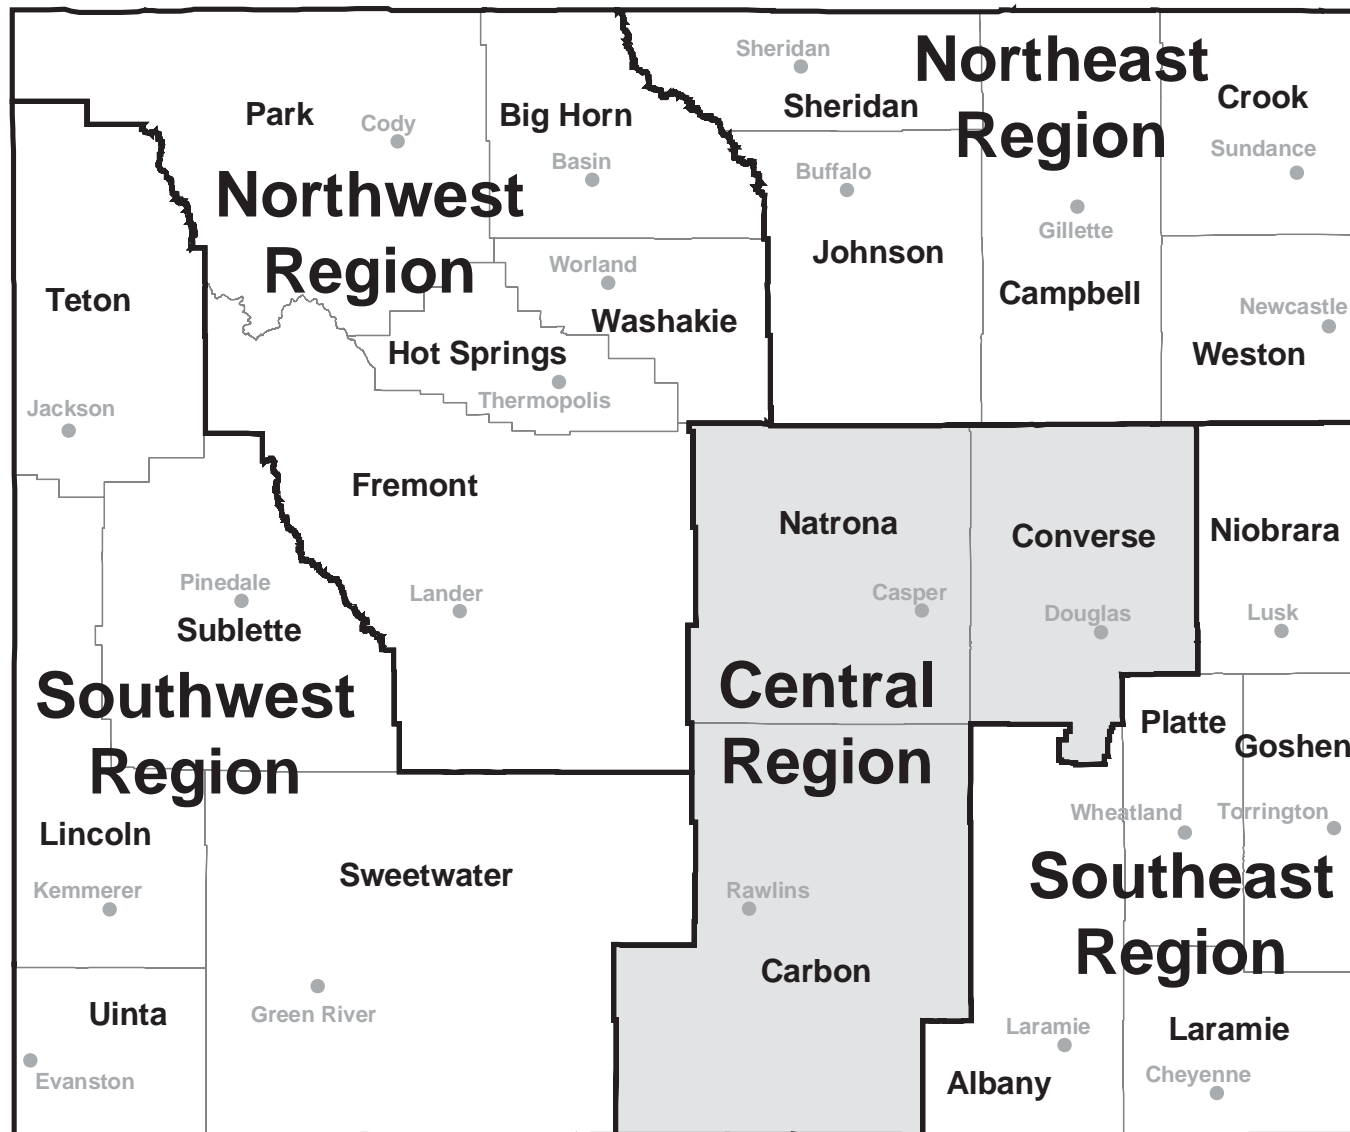 Sheridan
Northeast
Region
Sheridan
Crook
Park
Cody
Big Horn
Basin
Sundance
Buffalo
Northwest
Region
Gillette
Johnson
Worland
Campbell
Teton
Washakie
Newcastle
Hot Springs
Weston
Thermopolis
Jackson
Fremont
Natrona
Converse
Niobrara
Pinedale
Lander
Casper
Douglas
Lusk
Sublette
Southwest
Region
Central
Region
Platte
Goshen
Wheatland
Torrington
Lincoln
Kemmerer
Sweetwater
Rawlins
Southeast
Region
Carbon
Uinta
Green River
Evanston
Laramie
Laramie
Albany
Cheyenne